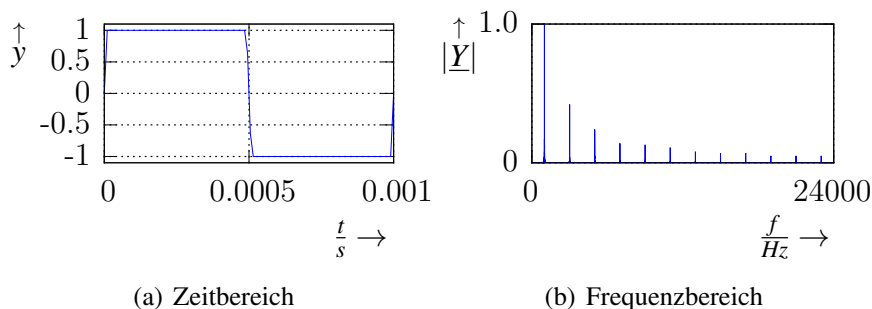 ↑
y
1
0.5
0
-0.5
-1
0
0.0005
0.001
t/s →
(a) Zeitbereich
↑
|Y|
1.0
0
0
24000
f/Hz →
(b) Frequenzbereich